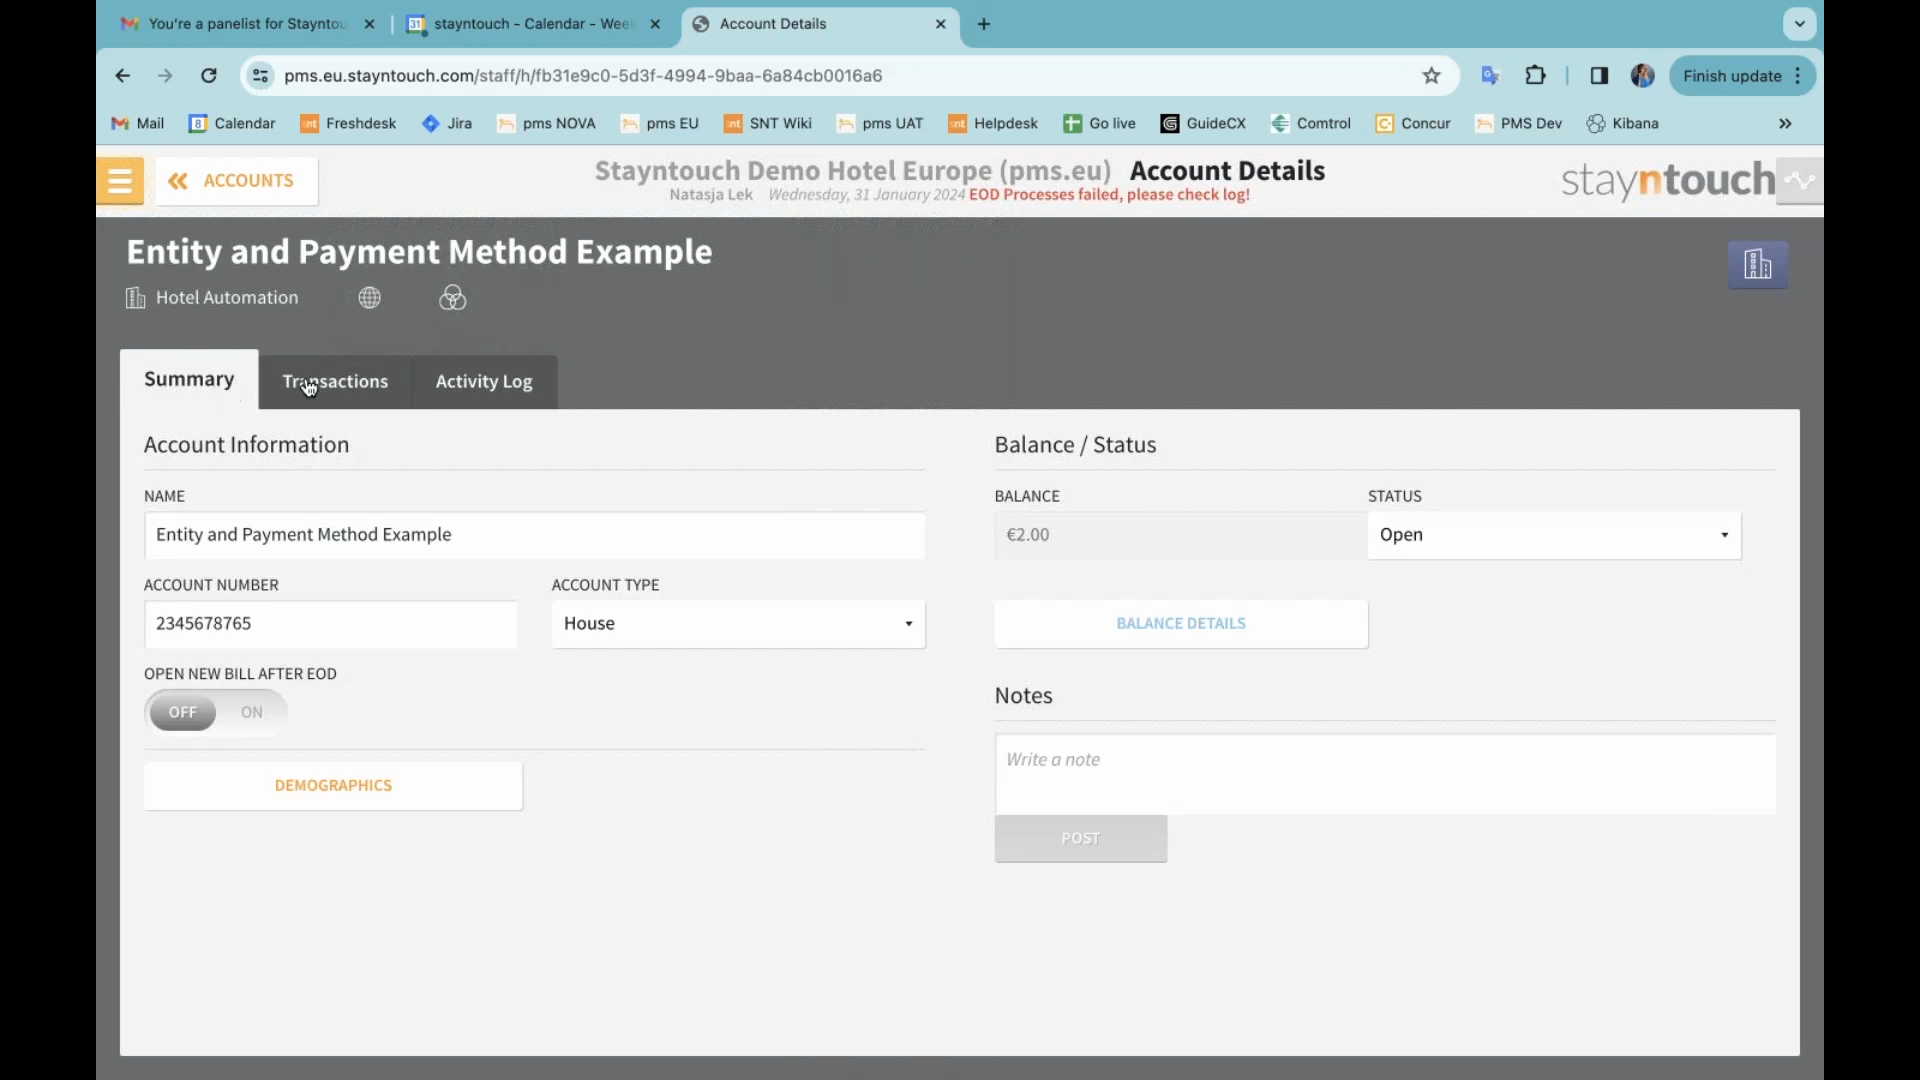 You're a panelist for Stayntou
stayntouch - Calendar - Week
Account Details
pms.eu.stayntouch.com/staff/h/fb31e9c0-5d3f-4994-9baa-6a84cb0016a6
Finish update
Mail
Calendar
Freshdesk
Jira
pms NOVA
pms EU
SNT Wiki
pms UAT
Helpdesk
Go live
GuideCX
Comtrol
Concur
PMS Dev
Kibana
ACCOUNTS
Stayntouch Demo Hotel Europe (pms.eu) Account Details
Natasja Lek Wednesday, 31 January 2024 EOD Processes failed, please check log!
stayntouch
Entity and Payment Method Example
Hotel Automation
Summary
Transactions
Activity Log
Account Information
NAME
Entity and Payment Method Example
ACCOUNT NUMBER
2345678765
ACCOUNT TYPE
House
OPEN NEW BILL AFTER EOD
OFF ON
DEMOGRAPHICS
Balance / Status
BALANCE
€2.00
STATUS
Open
BALANCE DETAILS
Notes
Write a note
POST